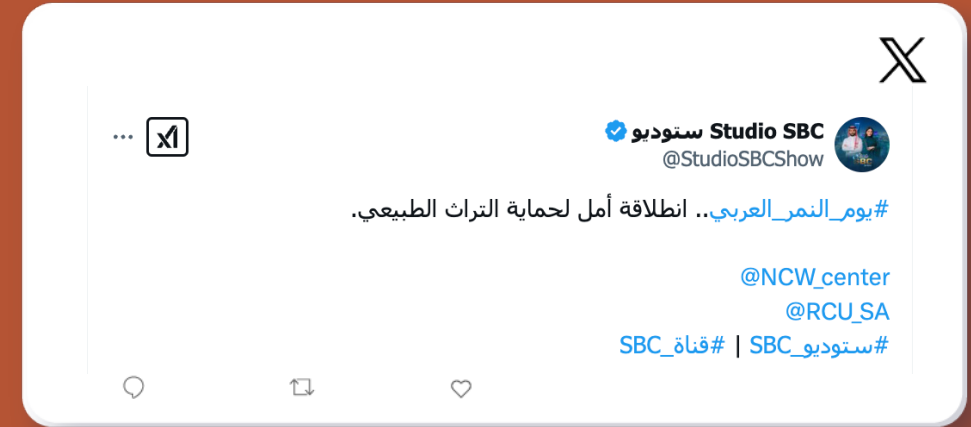 Studio SBC ستوديو
@StudioSBCShow
#يوم_النمر_العربي.. انطلاقة أمل لحماية التراث الطبيعي.
@NCW_center
@RCU_SA
#ستوديو_SBC | #قناة_SBC